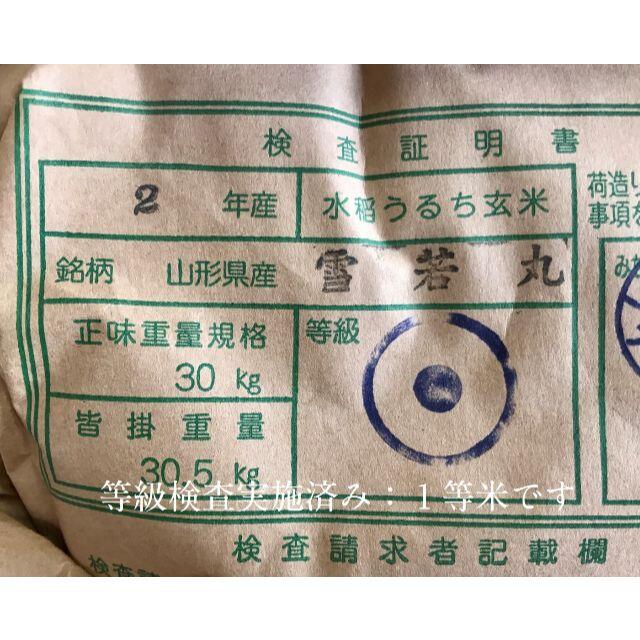 検査証明書
2 年産 水稲うるち玄米
銘柄 山形県産 雪若丸
正味重量規格
30 kg
等級
皆掛重量
30.5 kg
等級検査実施済み：１等米です
検査請求者記載欄
検査請
荷造り
事項